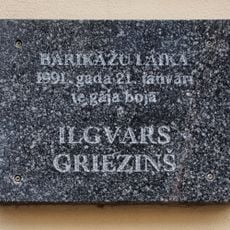 BARIKĀŽU LAIKĀ
1991. gada 21. janvārī
te gāja bojā
ILGVARS
GRIEZIŅŠ